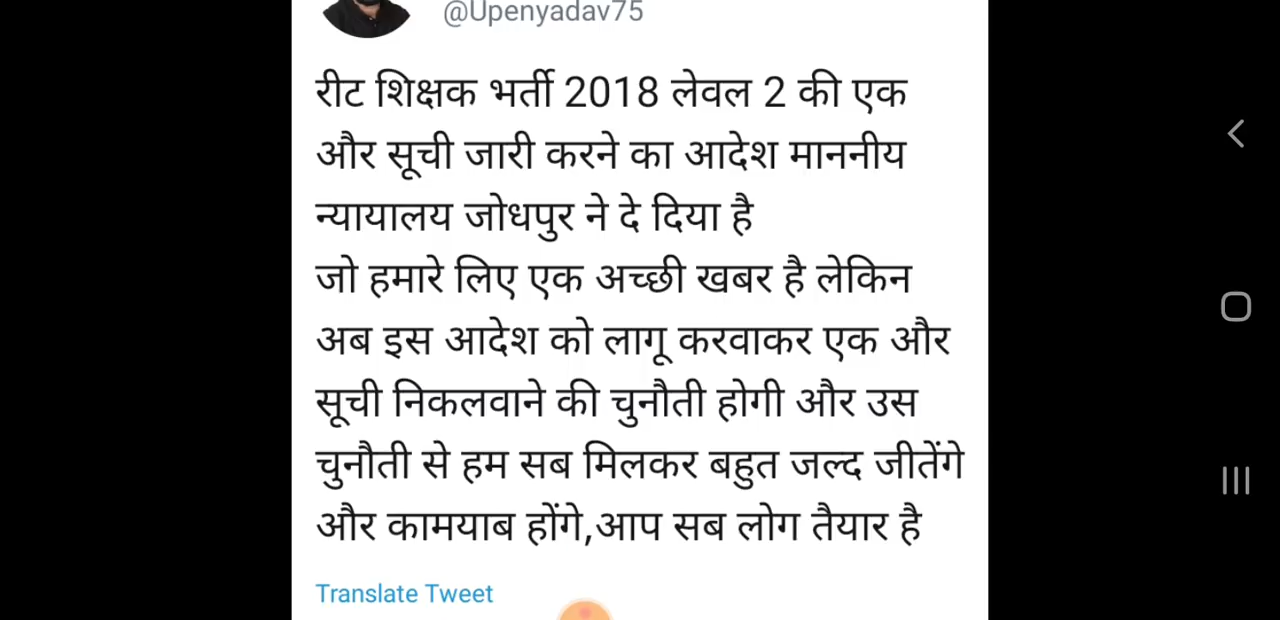 @Upenyadav75
रीट शिक्षक भर्ती 2018 लेवल 2 की एक
और सूची जारी करने का आदेश माननीय
न्यायालय जोधपुर ने दे दिया है
जो हमारे लिए एक अच्छी खबर है लेकिन
अब इस आदेश को लागू करवाकर एक और
सूची निकलवाने की चुनौती होगी और उस
चुनौती से हम सब मिलकर बहुत जल्द जीतेंगे
और कामयाब होंगे,आप सब लोग तैयार है
Translate Tweet